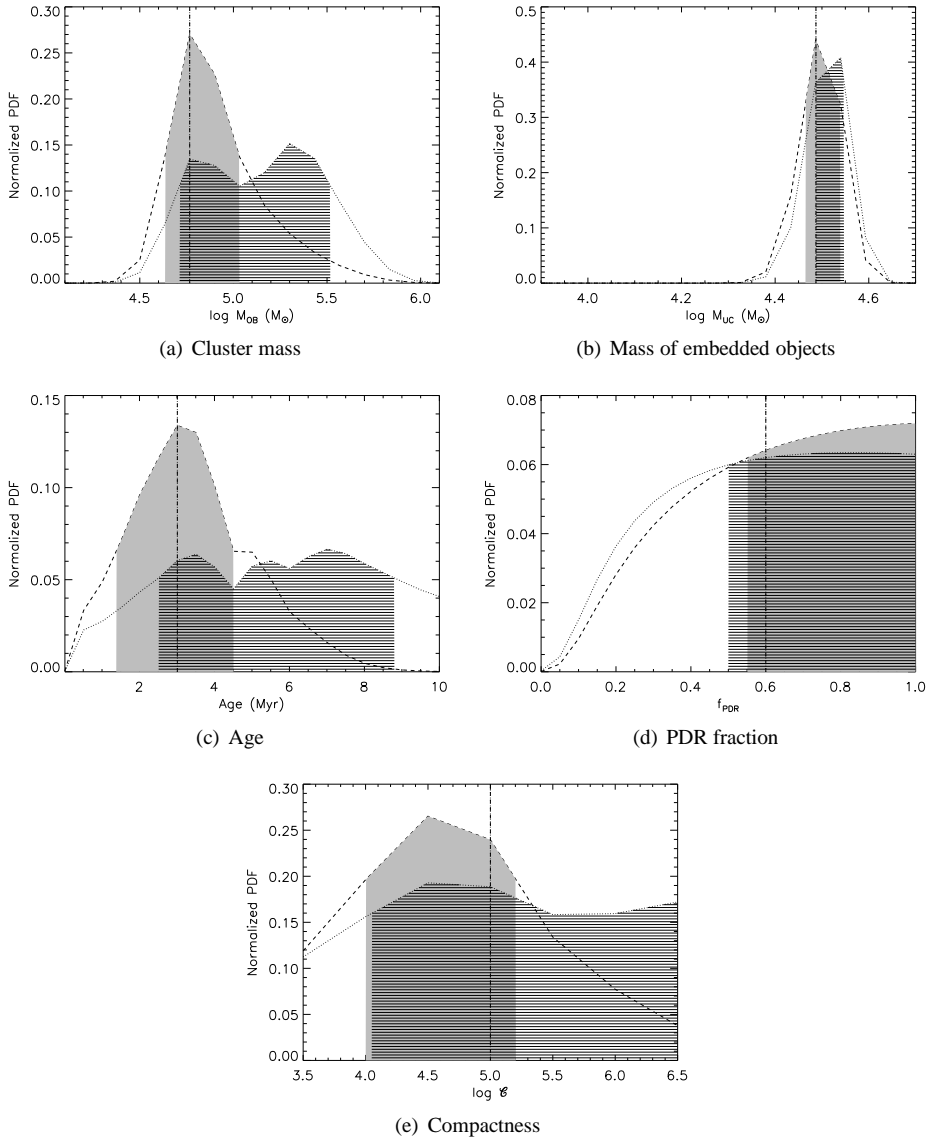 0.30
0.25
0.20
0.15
0.10
0.05
0.00
Normalized PDF
4.5 5.0 5.5 6.0
log M_OB (M_⊙)
(a) Cluster mass
0.5
0.4
0.3
0.2
0.1
0.0
Normalized PDF
4.0 4.2 4.4 4.6
log M_UC (M_⊙)
(b) Mass of embedded objects
0.15
0.10
0.05
0.00
Normalized PDF
2 4 6 8 10
Age (Myr)
(c) Age
0.08
0.06
0.04
0.02
0.00
Normalized PDF
0.0 0.2 0.4 0.6 0.8 1.0
f_PDR
(d) PDR fraction
0.30
0.25
0.20
0.15
0.10
0.05
0.00
Normalized PDF
3.5 4.0 4.5 5.0 5.5 6.0 6.5
log 𝒞
(e) Compactness